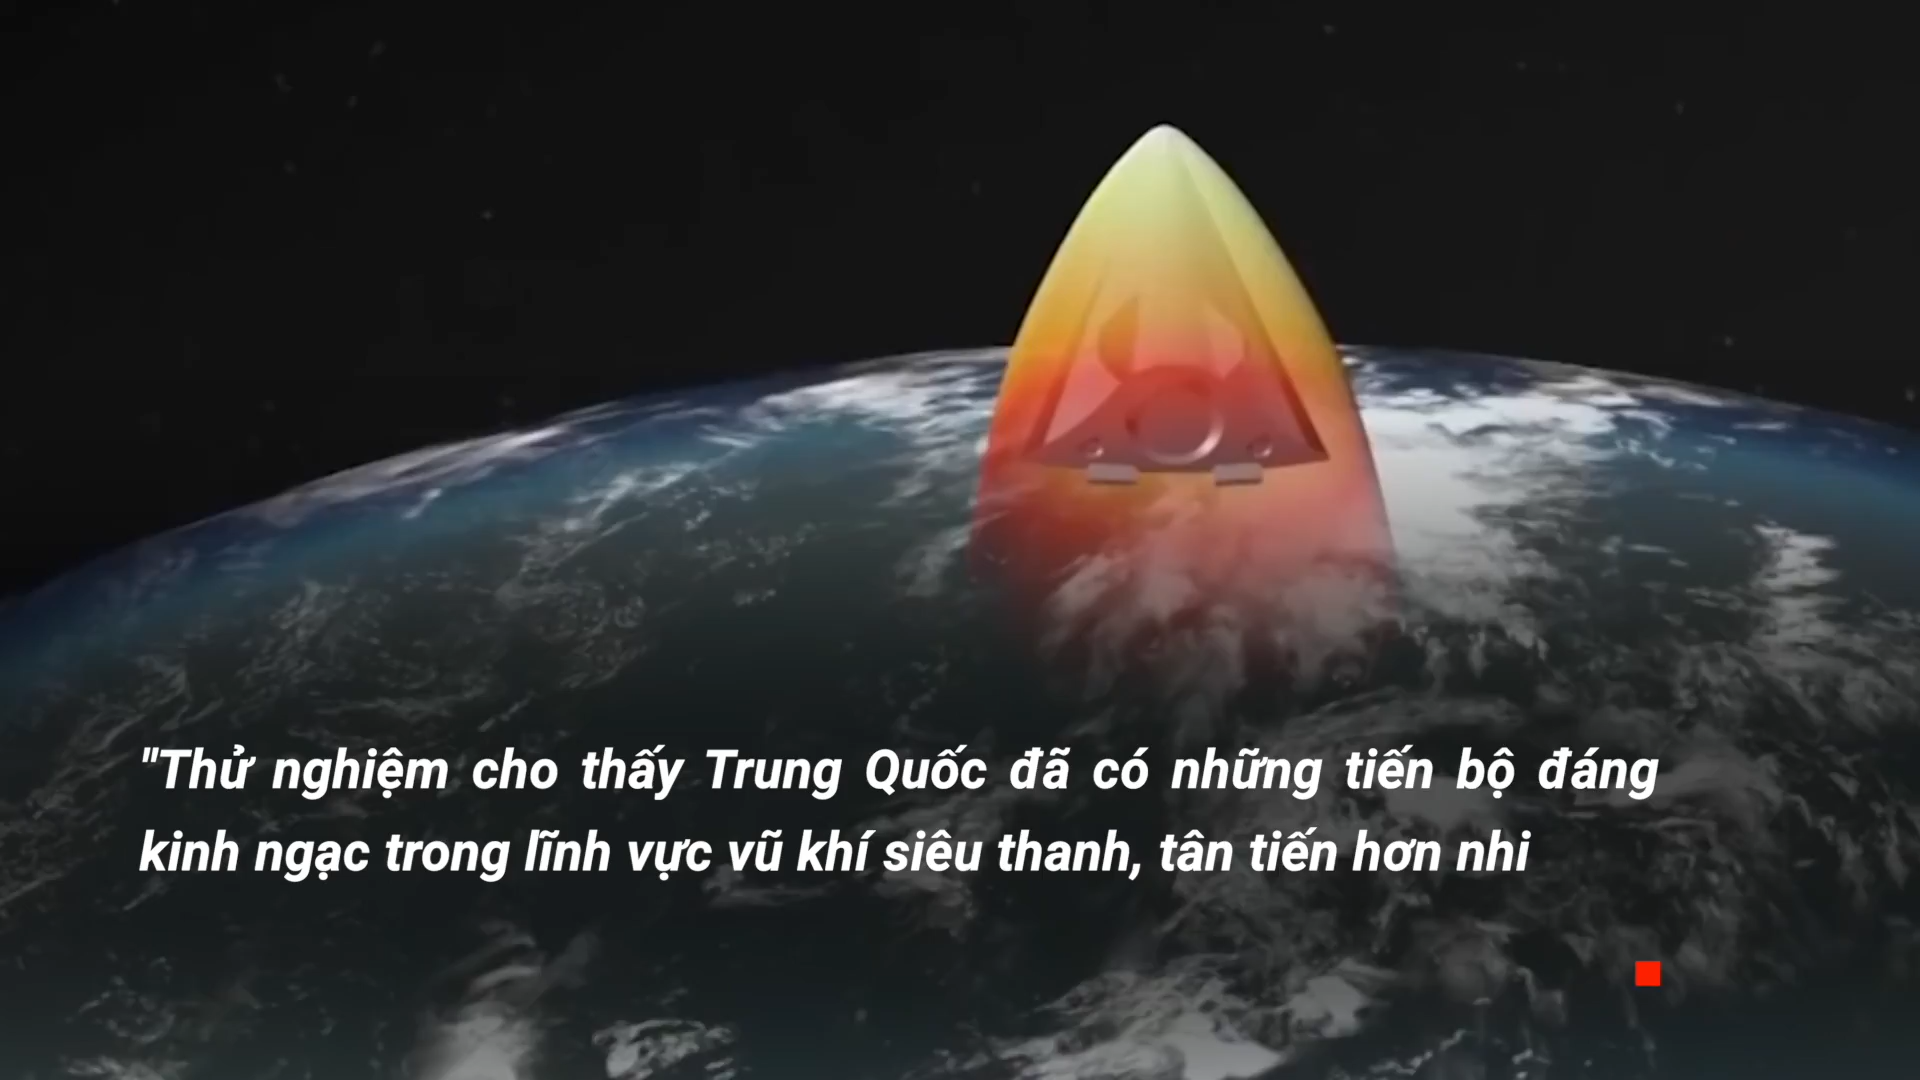 "Thử nghiệm cho thấy Trung Quốc đã có những tiến bộ đáng
kinh ngạc trong lĩnh vực vũ khí siêu thanh, tân tiến hơn nhi